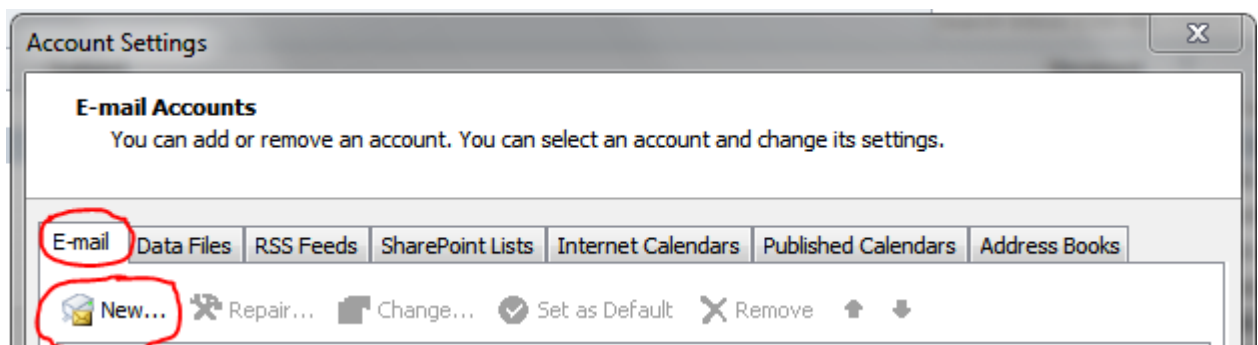 Account Settings
E-mail Accounts
You can add or remove an account. You can select an account and change its settings.
E-mail Data Files RSS Feeds SharePoint Lists Internet Calendars Published Calendars Address Books
New... Repair... Change... Set as Default Remove